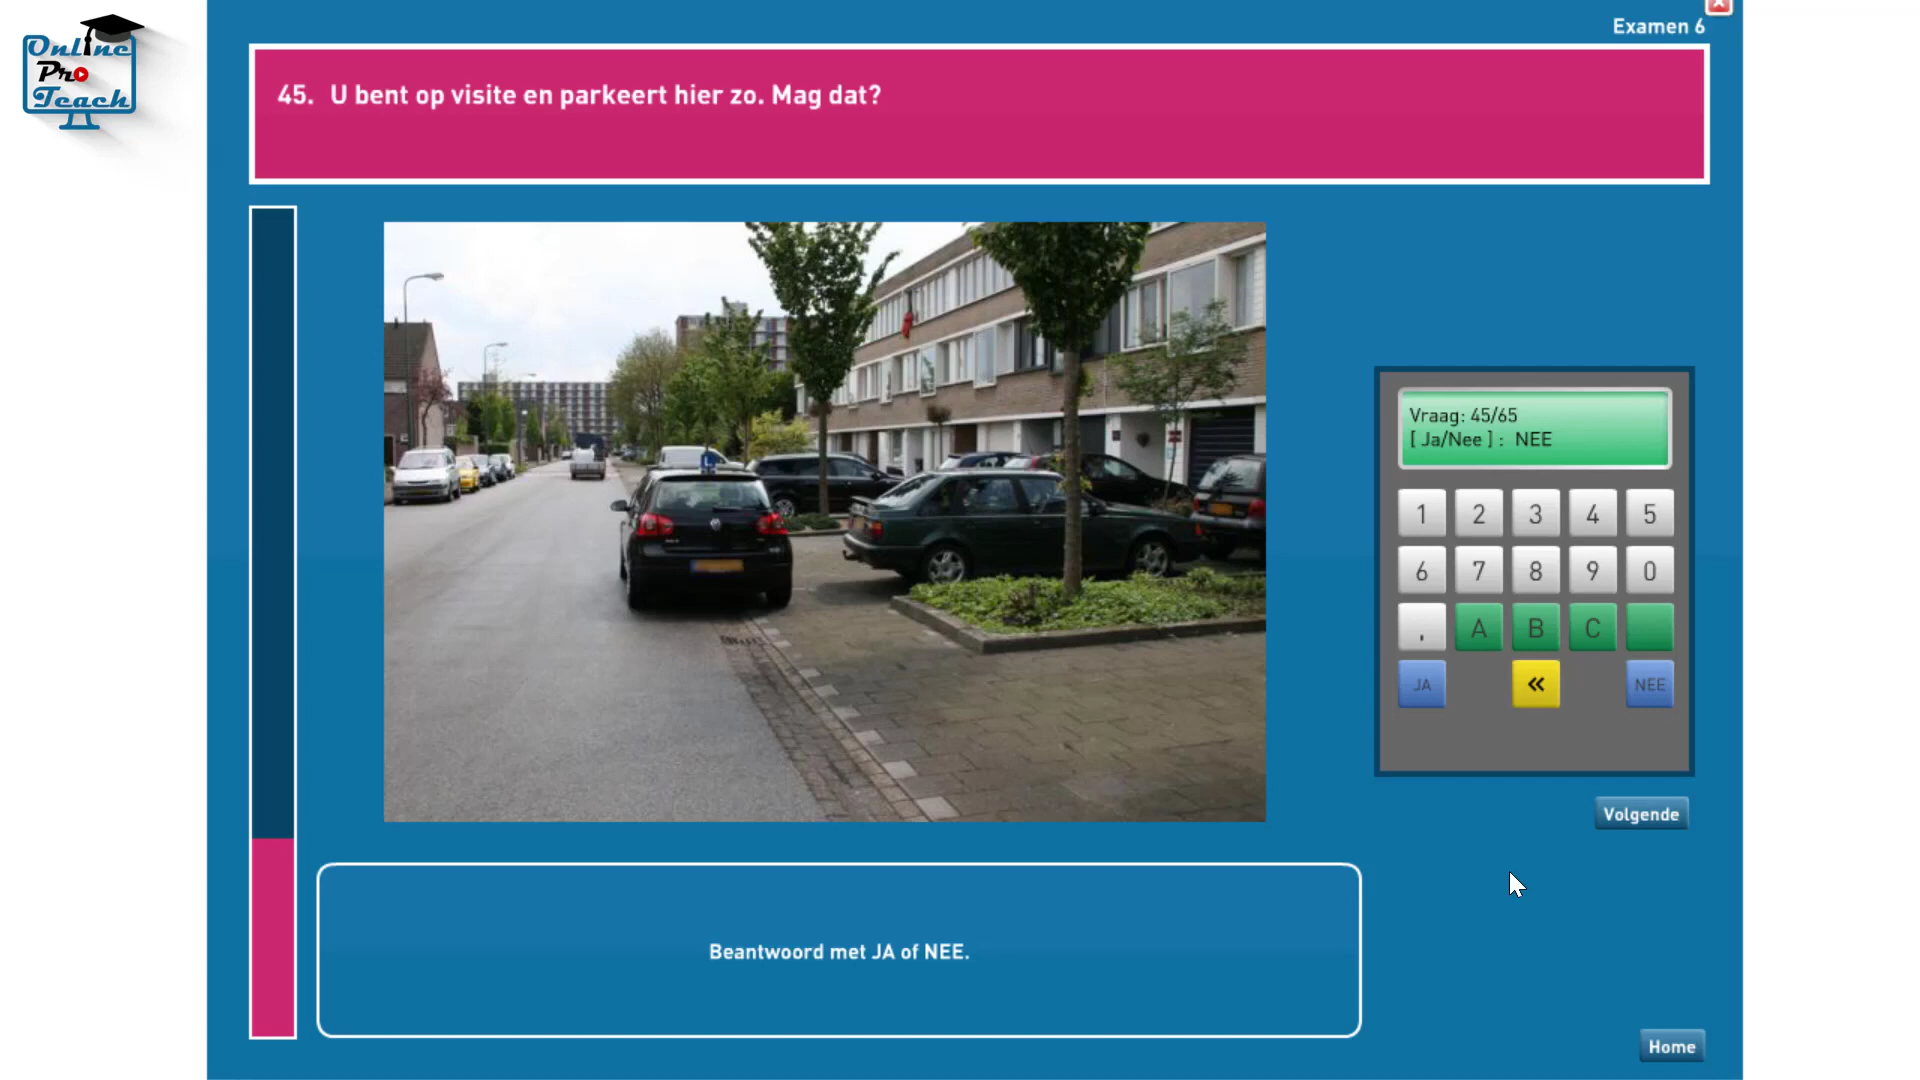 Online
Pro
Teach
Examen 6
45. U bent op visite en parkeert hier zo. Mag dat?
L
Vraag: 45/65
[ Ja/Nee ] : NEE
1 2 3 4 5
6 7 8 9 0
, A B C
JA « NEE
Volgende
Beantwoord met JA of NEE.
Home